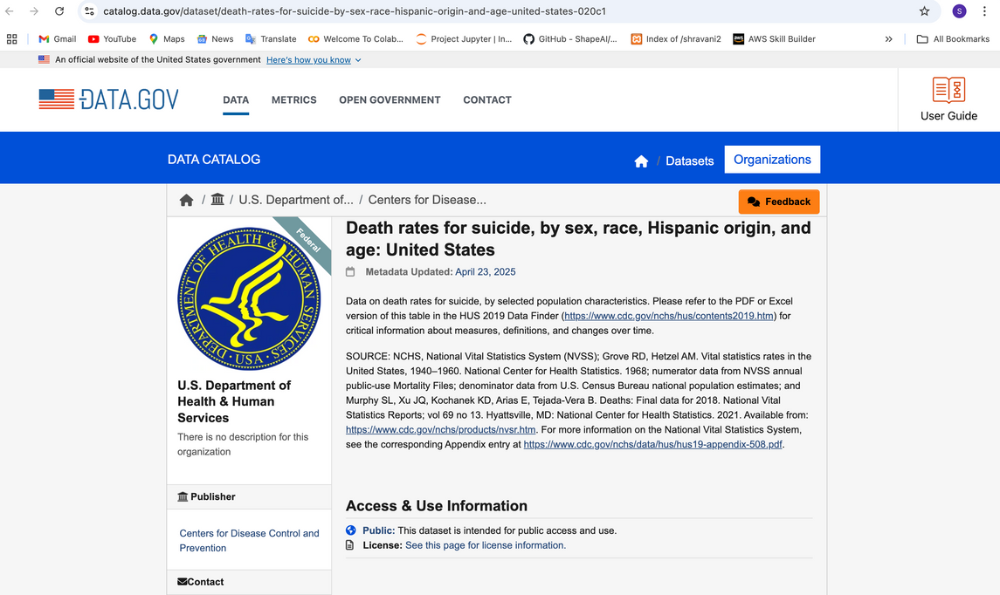 catalog.data.gov/dataset/death-rates-for-suicide-by-sex-race-hispanic-origin-and-age-united-states-020c1
S
Gmail
YouTube
Maps
News
Translate
Welcome To Colab...
Project Jupyter | In...
GitHub - ShapeAI/...
Index of /shravani2
AWS Skill Builder
»
All Bookmarks
An official website of the United States government Here's how you know
DATA.GOV
DATA
METRICS
OPEN GOVERNMENT
CONTACT
User Guide
DATA CATALOG
/ Datasets
Organizations
/ / U.S. Department of... / Centers for Disease...
Feedback
Federal
DEPARTMENT OF HEALTH & HUMAN SERVICES · USA
U.S. Department of
Health & Human
Services
There is no description for this
organization
Publisher
Centers for Disease Control and
Prevention
Contact
Death rates for suicide, by sex, race, Hispanic origin, and
age: United States
Metadata Updated: April 23, 2025
Data on death rates for suicide, by selected population characteristics. Please refer to the PDF or Excel
version of this table in the HUS 2019 Data Finder (https://www.cdc.gov/nchs/hus/contents2019.htm) for
critical information about measures, definitions, and changes over time.
SOURCE: NCHS, National Vital Statistics System (NVSS); Grove RD, Hetzel AM. Vital statistics rates in the
United States, 1940–1960. National Center for Health Statistics. 1968; numerator data from NVSS annual
public-use Mortality Files; denominator data from U.S. Census Bureau national population estimates; and
Murphy SL, Xu JQ, Kochanek KD, Arias E, Tejada-Vera B. Deaths: Final data for 2018. National Vital
Statistics Reports; vol 69 no 13. Hyattsville, MD: National Center for Health Statistics. 2021. Available from:
https://www.cdc.gov/nchs/products/nvsr.htm. For more information on the National Vital Statistics System,
see the corresponding Appendix entry at https://www.cdc.gov/nchs/data/hus/hus19-appendix-508.pdf.
Access & Use Information
Public: This dataset is intended for public access and use.
License: See this page for license information.